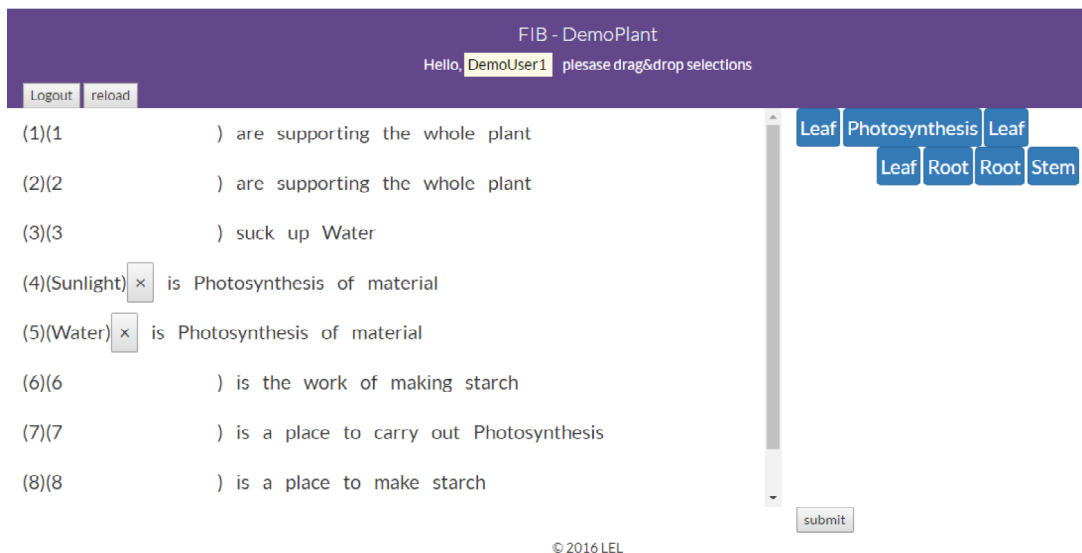 FIB - DemoPlant
Hello, DemoUser1 plesase drag&drop selections
Logout reload
(1)(1 ) are supporting the whole plant
(2)(2 ) are supporting the whole plant
(3)(3 ) suck up Water
(4)(Sunlight) × is Photosynthesis of material
(5)(Water) × is Photosynthesis of material
(6)(6 ) is the work of making starch
(7)(7 ) is a place to carry out Photosynthesis
(8)(8 ) is a place to make starch
Leaf Photosynthesis Leaf
Leaf Root Root Stem
submit
© 2016 LEL